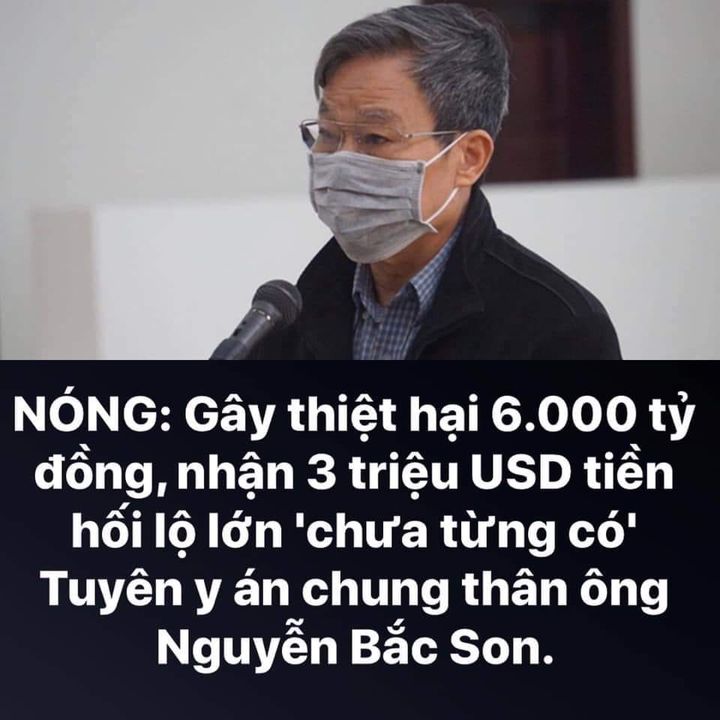 NÓNG: Gây thiệt hại 6.000 tỷ
đồng, nhận 3 triệu USD tiền
hối lộ lớn 'chưa từng có'
Tuyên y án chung thân ông
Nguyễn Bắc Son.